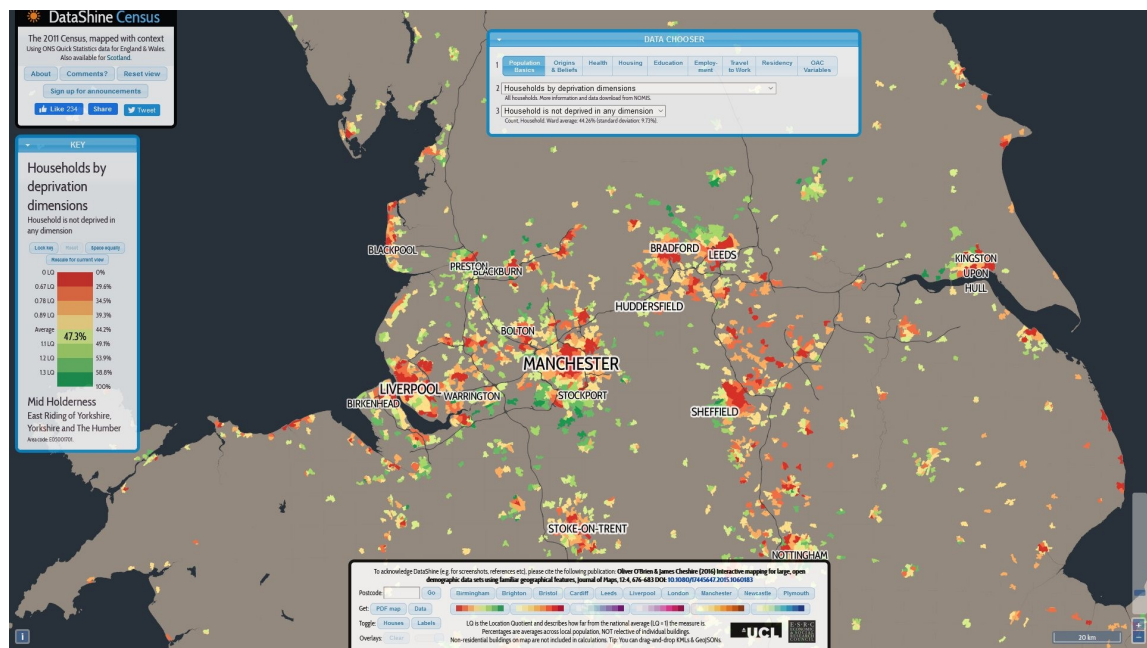 DataShine Census
The 2011 Census, mapped with context
Using ONS Quick Statistics data for England & Wales.
Also available for Scotland.
About Comments? Reset view
Sign up for announcements
Like 234 Share Tweet
KEY
Households by
deprivation
dimensions
Household is not deprived in
any dimension
Lock key Reset Space equally
Rescale for current view
0 LQ 0%
0.67 LQ 29.6%
0.78 LQ 34.5%
0.89 LQ 39.3%
Average 47.3% 44.2%
1.1 LQ 49.1%
1.2 LQ 53.9%
1.3 LQ 58.8%
100%
Mid Holderness
East Riding of Yorkshire,
Yorkshire and The Humber
Area code: E05001701
DATA CHOOSER
1 Population Basics Origins & Beliefs Health Housing Education Employ-ment Travel to Work Residency OAC Variables
2 Households by deprivation dimensions
All households. More information and data download from NOMIS.
3 Household is not deprived in any dimension
Count: Household. Ward average: 44.26% (standard deviation: 9.73%).
BLACKPOOL
PRESTON
BLACKBURN
BRADFORD
LEEDS
KINGSTON
UPON
HULL
HUDDERSFIELD
BOLTON
MANCHESTER
LIVERPOOL
BIRKENHEAD
WARRINGTON
STOCKPORT
SHEFFIELD
STOKE-ON-TRENT
NOTTINGHAM
To acknowledge DataShine (e.g. for screenshots, references etc), please cite the following publication: Oliver O'Brien & James Cheshire (2016) Interactive mapping for large, open
demographic data sets using familiar geographical features, Journal of Maps, 12:4, 676-683 DOI: 10.1080/17445647.2015.1060183
Postcode: Go Birmingham Brighton Bristol Cardiff Leeds Liverpool London Manchester Newcastle Plymouth
Get: PDF map Data
Toggle: Houses Labels
Overlays: Clear
LQ is the Location Quotient and describes how far from the national average (LQ = 1) the measure is.
Percentages are averages across local population, NOT relective of individual buildings.
Non-residential buildings on map are not included in calculations. Tip: You can drag-and-drop KMLs & GeoJSONs.
UCL
E·S·R·C
ECONOMIC
& SOCIAL
RESEARCH
COUNCIL
i
20 km
+
−